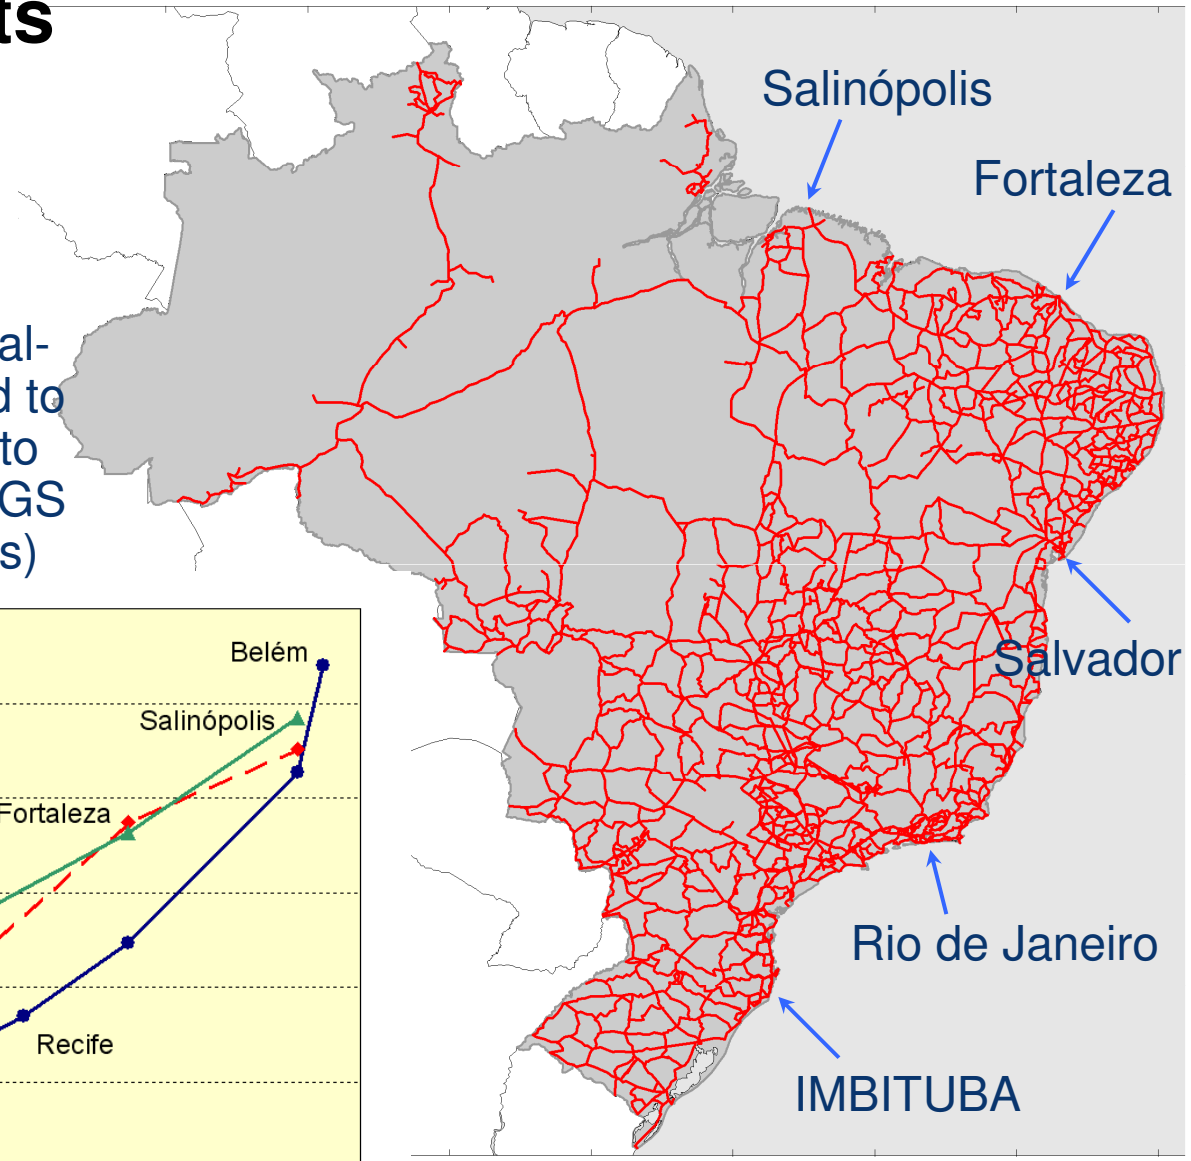 ts
Salinópolis
Fortaleza
al-
d to
to
GS
s)
Salvador
Belém
Salinópolis
Fortaleza
Recife
Rio de Janeiro
IMBITUBA